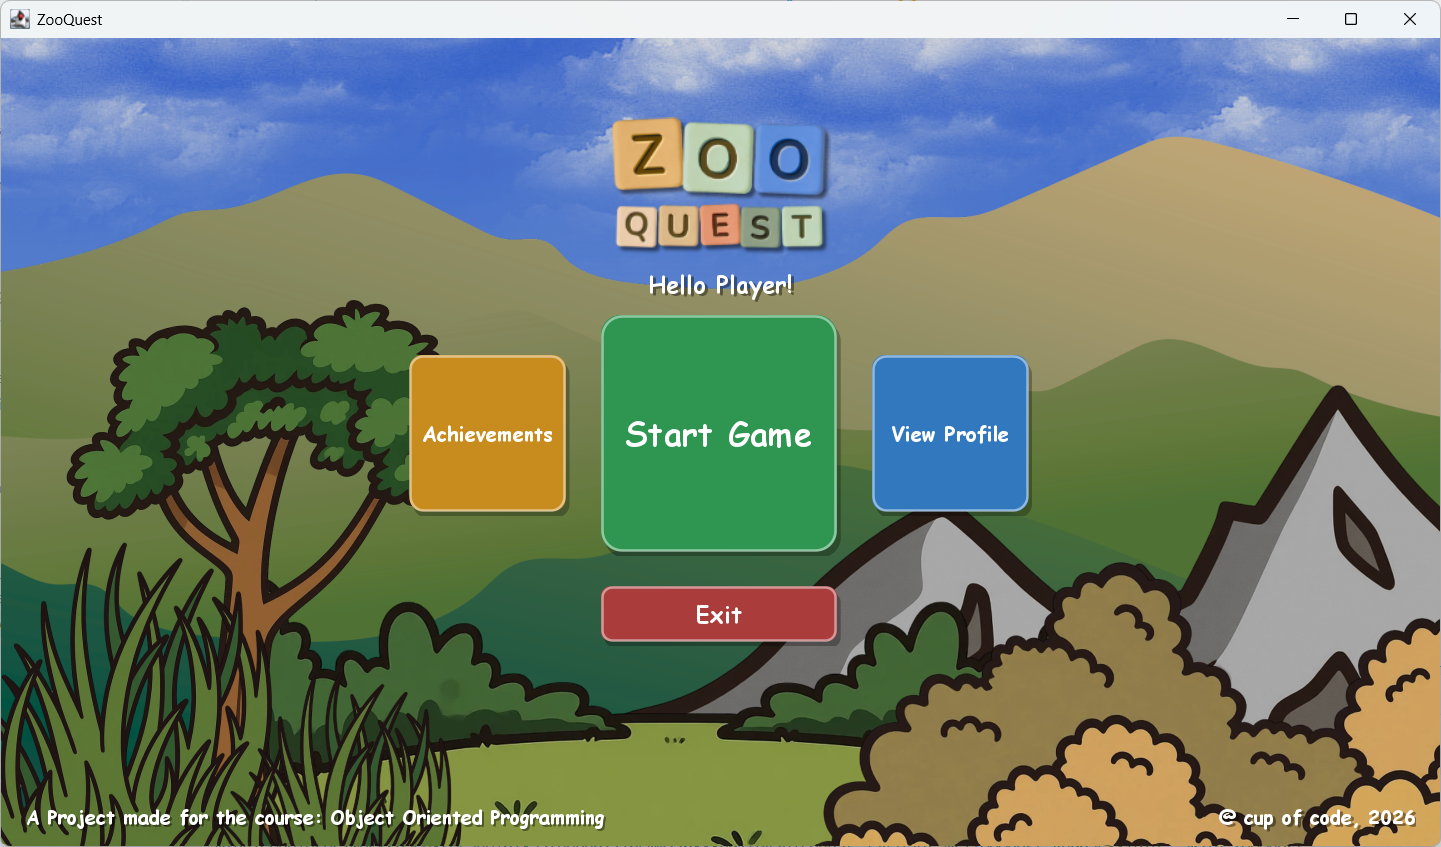 ZooQuest
ZOO
QUEST
Hello Player!
Achievements
Start Game
View Profile
Exit
A Project made for the course: Object Oriented Programming
@ cup of code, 2026